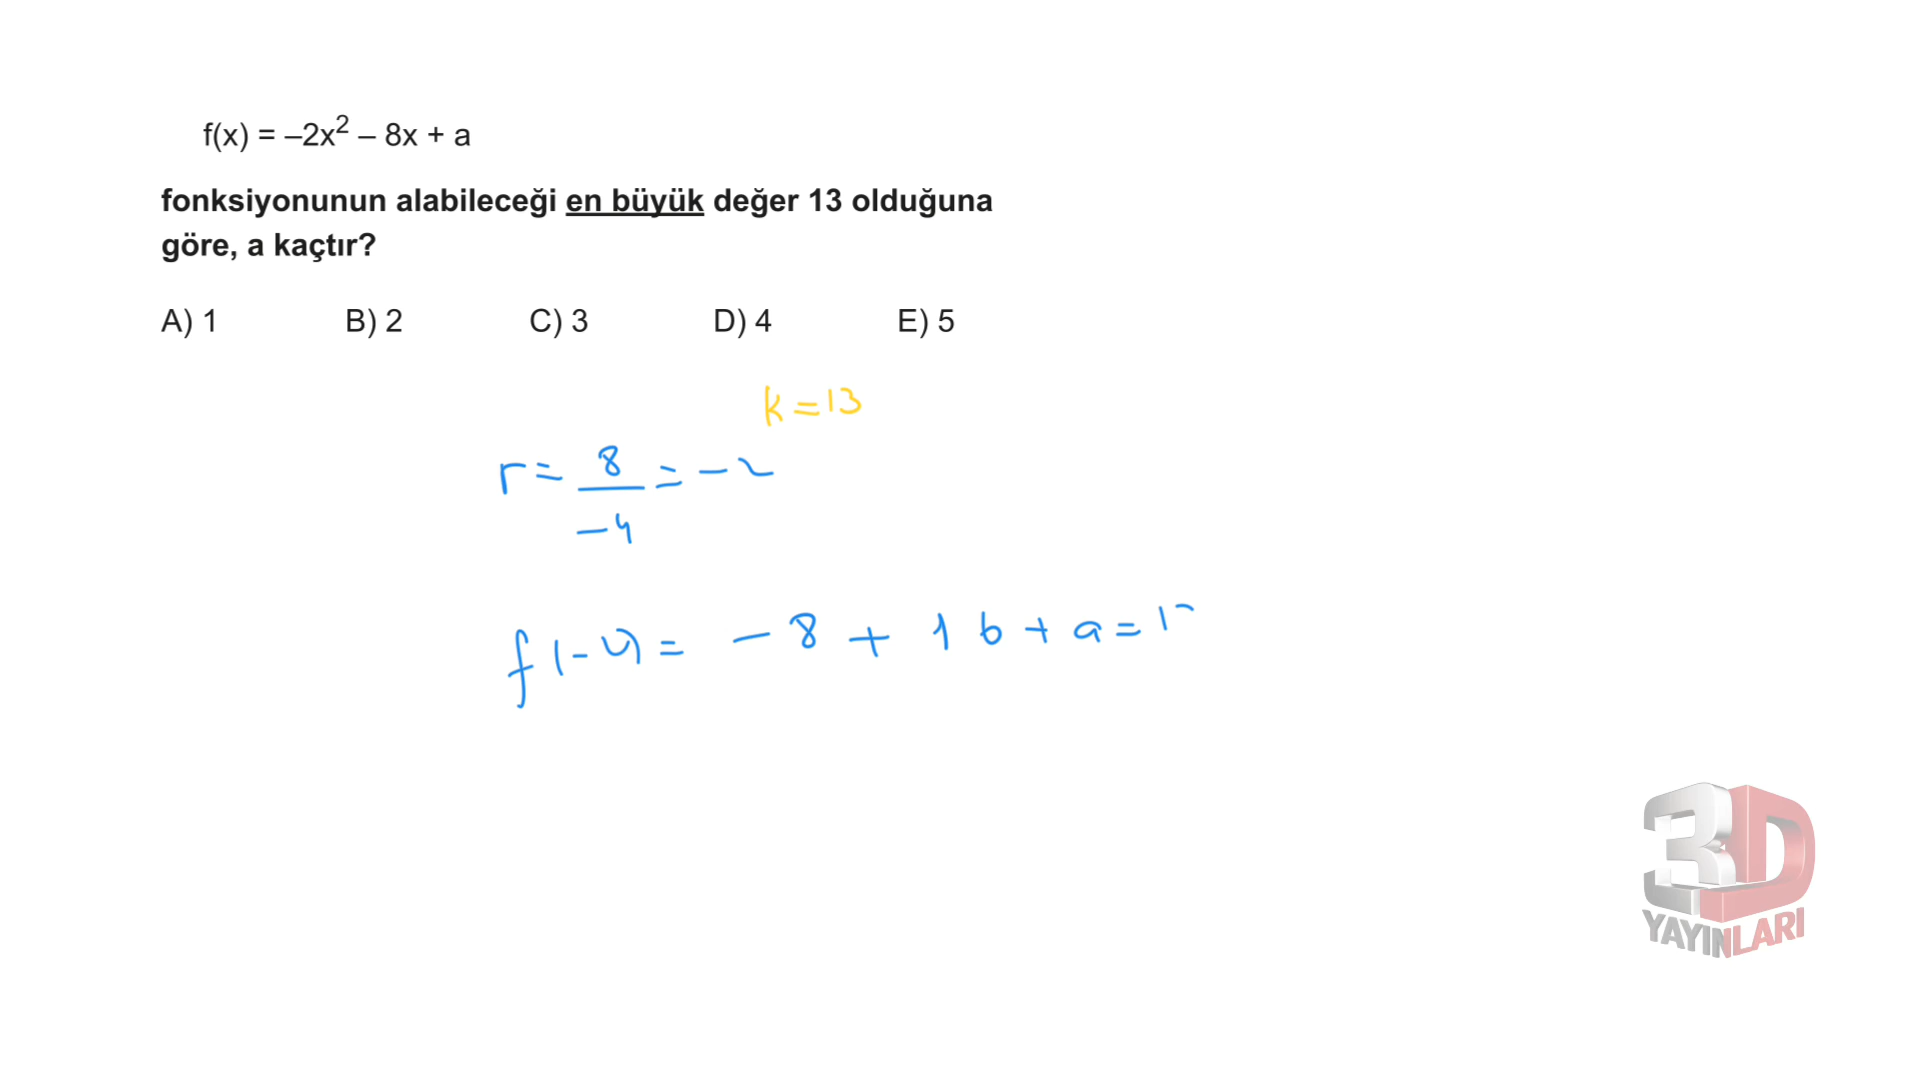 f(x) = –2x² – 8x + a
fonksiyonunun alabileceği en büyük değer 13 olduğuna
göre, a kaçtır?
A) 1 B) 2 C) 3 D) 4 E) 5
k = 13
r = 8/-4 = -2
f(-2) = -8 + 16 + a = 1
3D
YAYINLARI